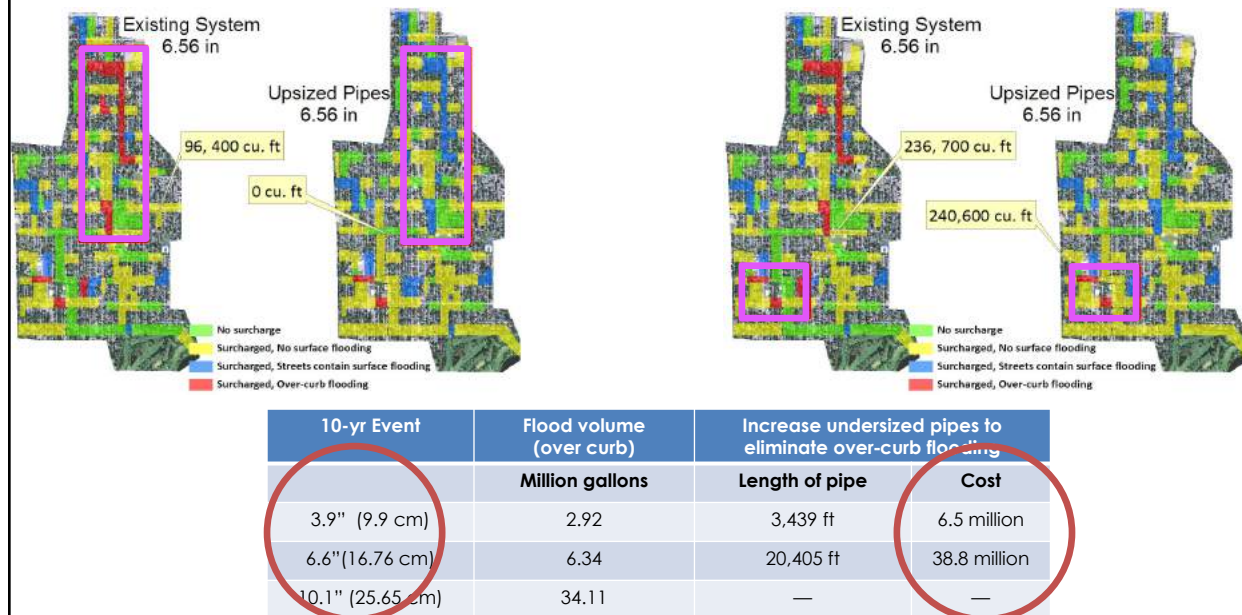 Existing System
6.56 in
Upsized Pipes
6.56 in
96, 400 cu. ft
0 cu. ft
No surcharge
Surcharged, No surface flooding
Surcharged, Streets contain surface flooding
Surcharged, Over-curb flooding
Existing System
6.56 in
Upsized Pipes
6.56 in
236, 700 cu. ft
240,600 cu. ft
No surcharge
Surcharged, No surface flooding
Surcharged, Streets contain surface flooding
Surcharged, Over-curb flooding
10-yr Event Flood volume (over curb) Increase undersized pipes to eliminate over-curb flooding
Million gallons Length of pipe Cost
3.9” (9.9 cm) 2.92 3,439 ft 6.5 million
6.6”(16.76 cm) 6.34 20,405 ft 38.8 million
10.1” (25.65 cm) 34.11 — —